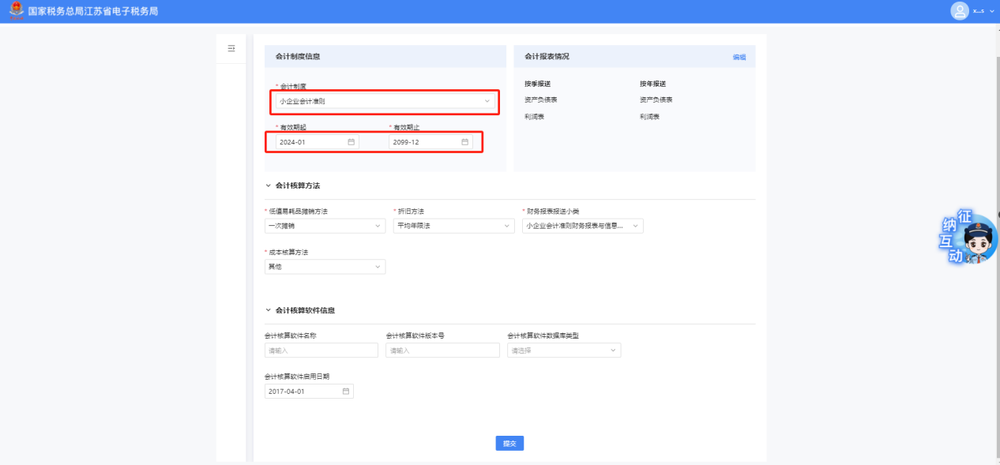 国家税务总局江苏省电子税务局
x...s
会计制度信息
* 会计制度
小企业会计准则
* 有效期起 * 有效期止
2024-01 2099-12
会计报表情况 编辑
按季报送 按年报送
资产负债表 资产负债表
利润表 利润表
会计核算方法
* 低值易耗品摊销方法 * 折旧方法 * 财务报表报送小类
一次摊销 平均年限法 小企业会计准则财务报表与信息...
* 成本核算方法
其他
会计核算软件信息
会计核算软件名称 会计核算软件版本号 会计核算软件数据库类型
请输入 请输入 请选择
会计核算软件启用日期
2017-04-01
提交
征纳互动